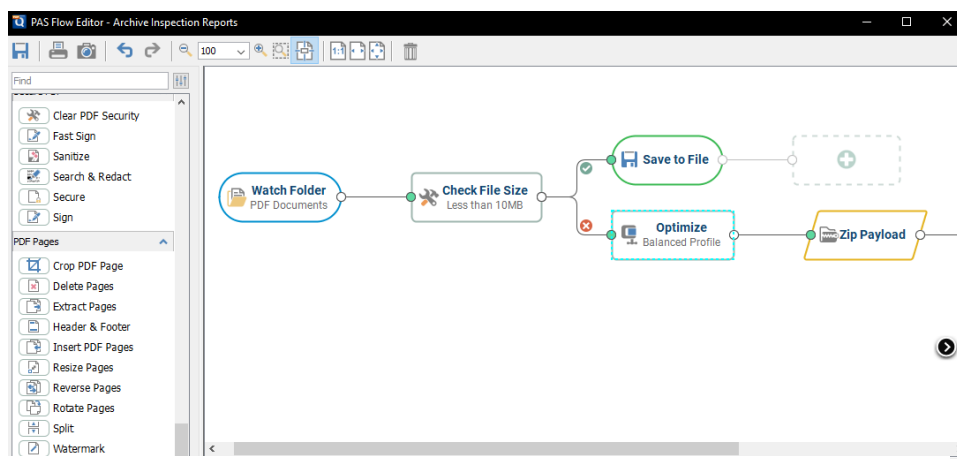 PAS Flow Editor - Archive Inspection Reports
100
1:1
Find
Clear PDF Security
Fast Sign
Sanitize
Search & Redact
Secure
Sign
PDF Pages
Crop PDF Page
Delete Pages
Extract Pages
Header & Footer
Insert PDF Pages
Resize Pages
Reverse Pages
Rotate Pages
Split
Watermark
Watch Folder
PDF Documents
Check File Size
Less than 10MB
Save to File
Optimize
Balanced Profile
Zip Payload